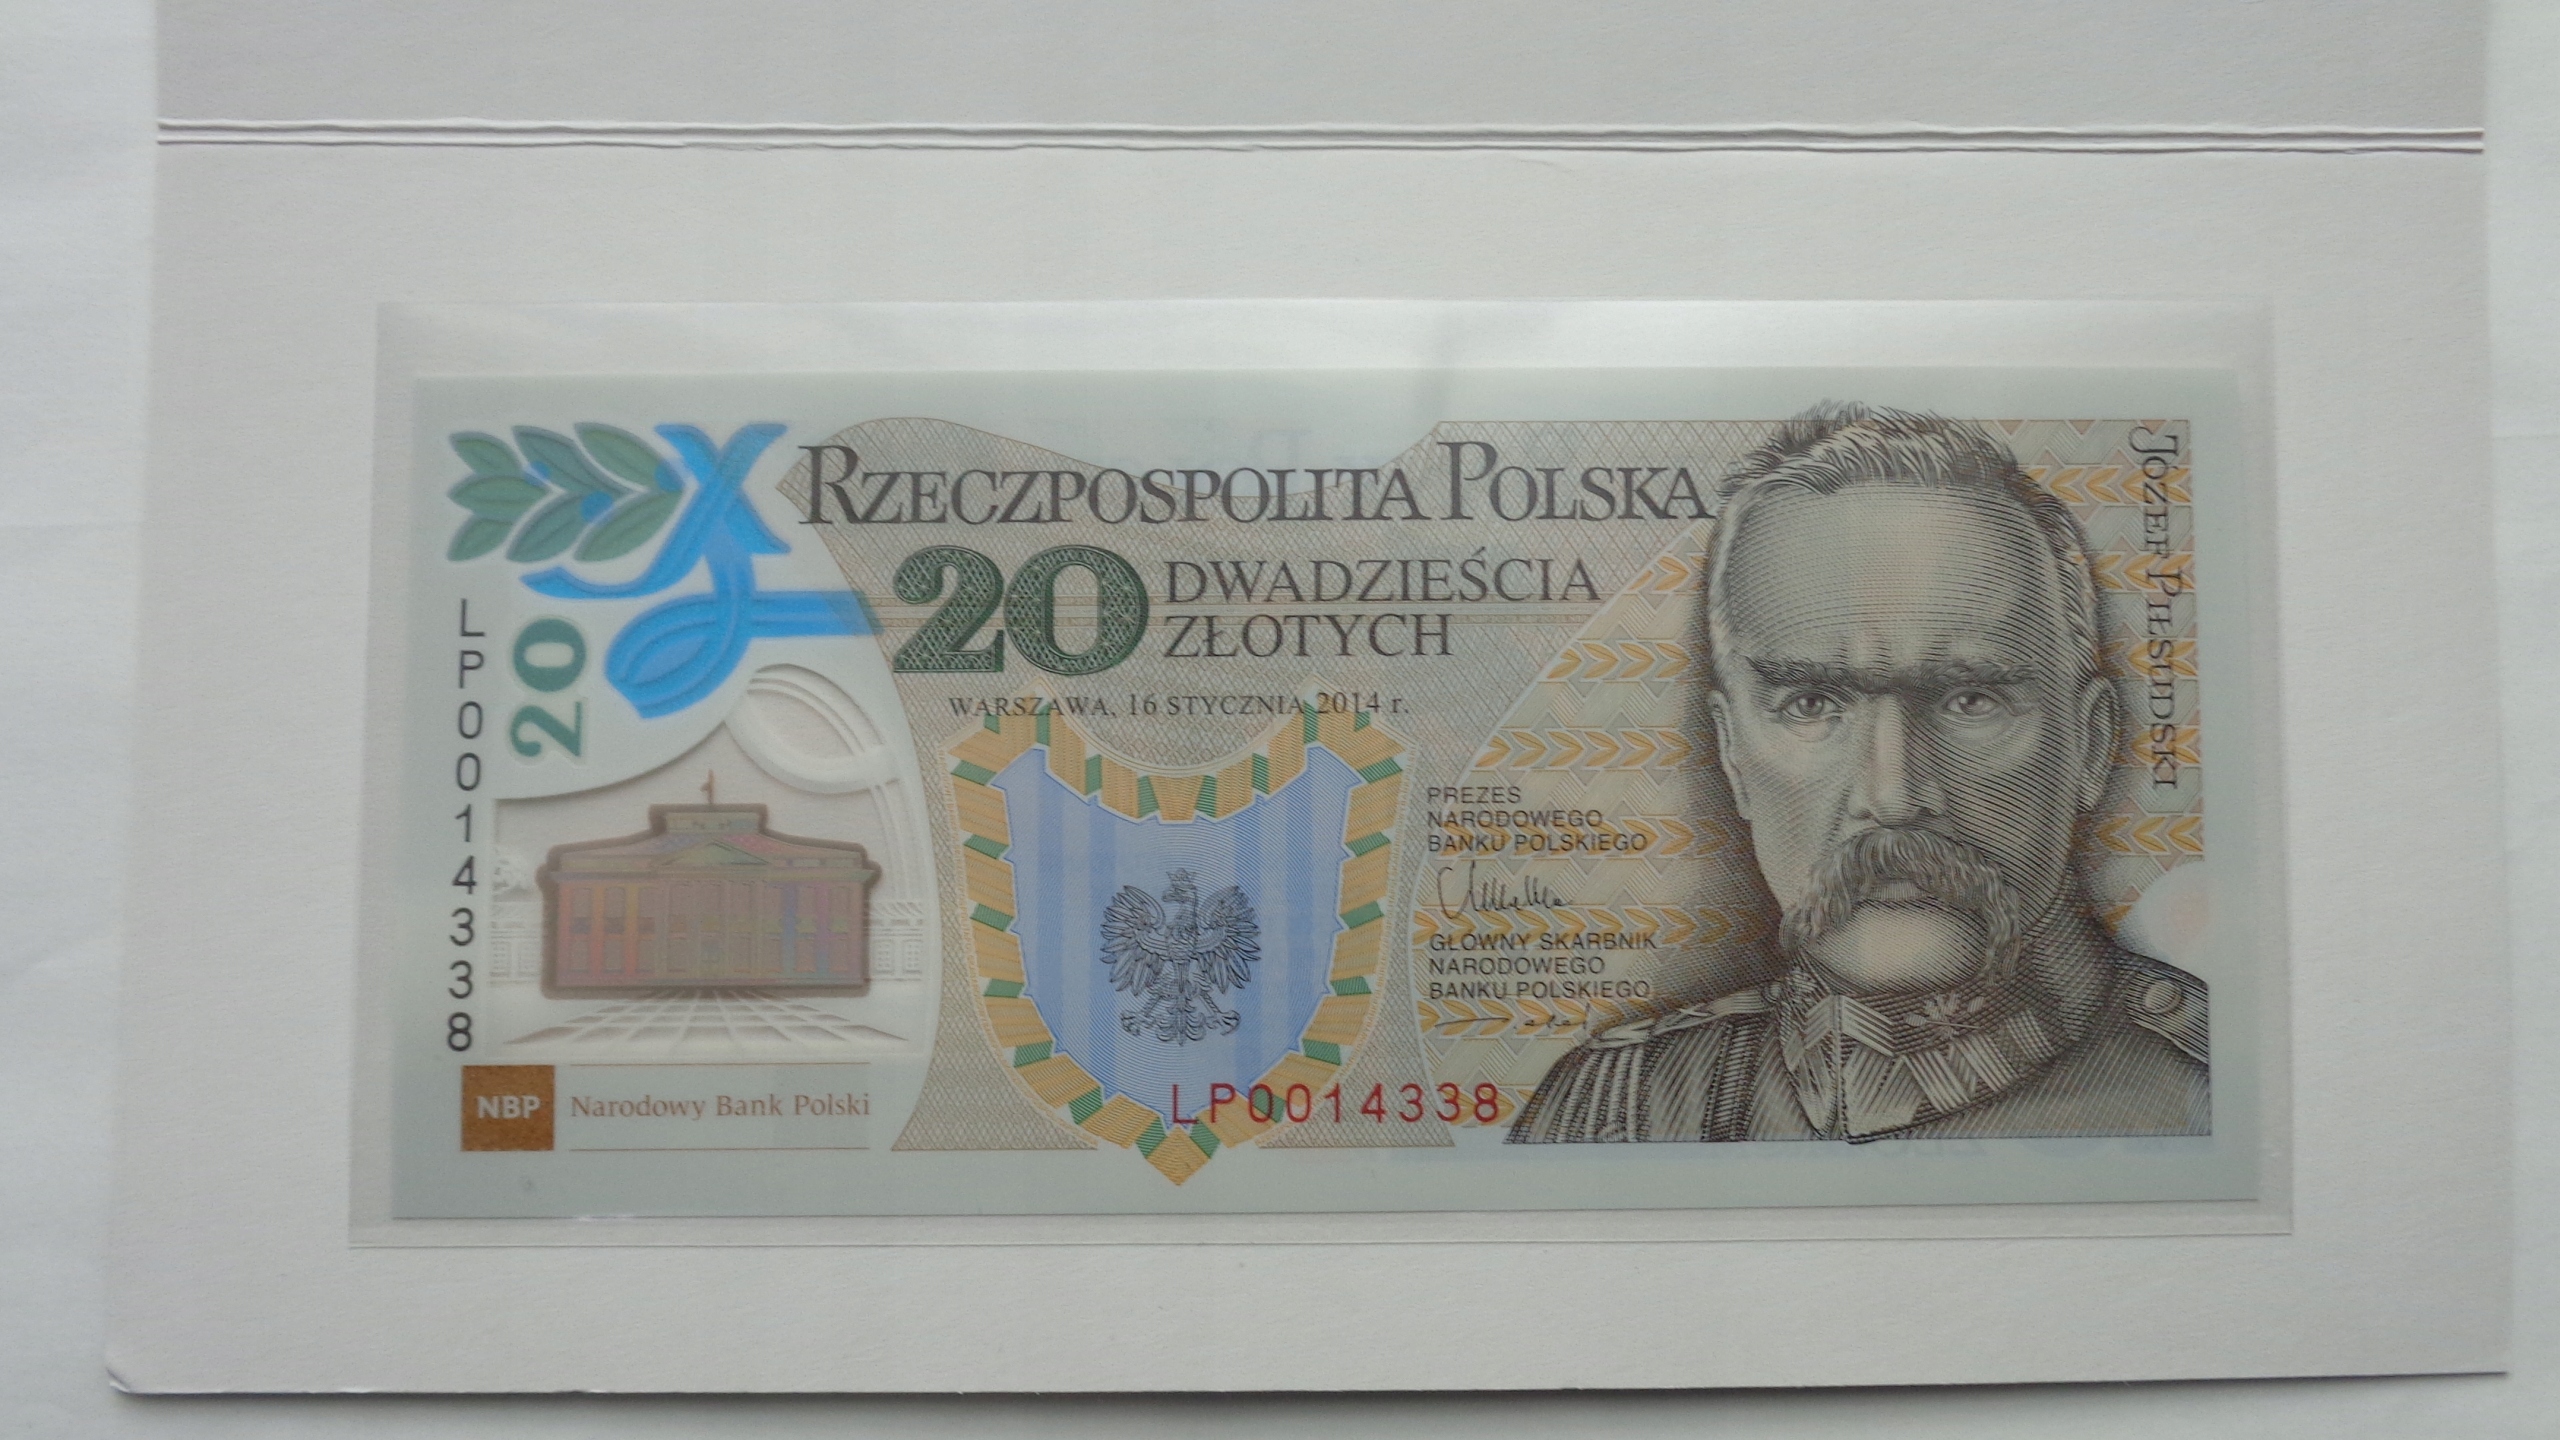 RZECZPOSPOLITA POLSKA
20 DWADZIEŚCIA
ZŁOTYCH
WARSZAWA, 16 STYCZNIA 2014 r.
LP0014338
20
PREZES
NARODOWEGO
BANKU POLSKIEGO
GŁÓWNY SKARBNIK
NARODOWEGO
BANKU POLSKIEGO
LP0014338
NBP Narodowy Bank Polski
JÓZEF PIŁSUDSKI